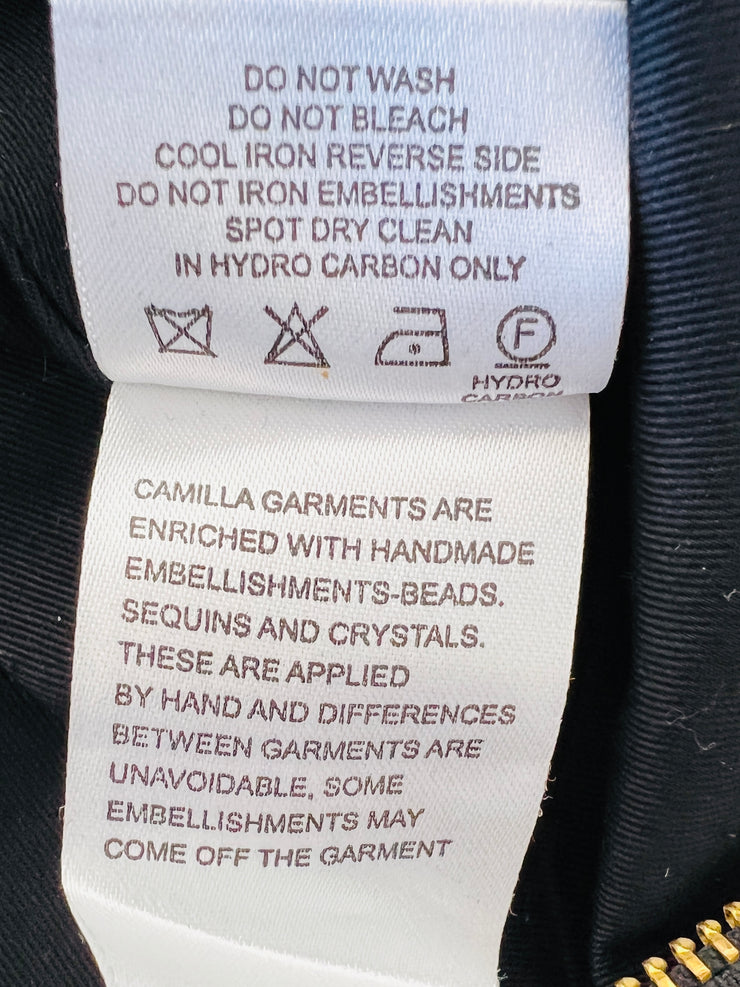 DO NOT WASH
DO NOT BLEACH
COOL IRON REVERSE SIDE
DO NOT IRON EMBELLISHMENTS
SPOT DRY CLEAN
IN HYDRO CARBON ONLY
F
HYDRO
CARBON
CAMILLA GARMENTS ARE
ENRICHED WITH HANDMADE
EMBELLISHMENTS-BEADS.
SEQUINS AND CRYSTALS.
THESE ARE APPLIED
BY HAND AND DIFFERENCES
BETWEEN GARMENTS ARE
UNAVOIDABLE, SOME
EMBELLISHMENTS MAY
COME OFF THE GARMENT